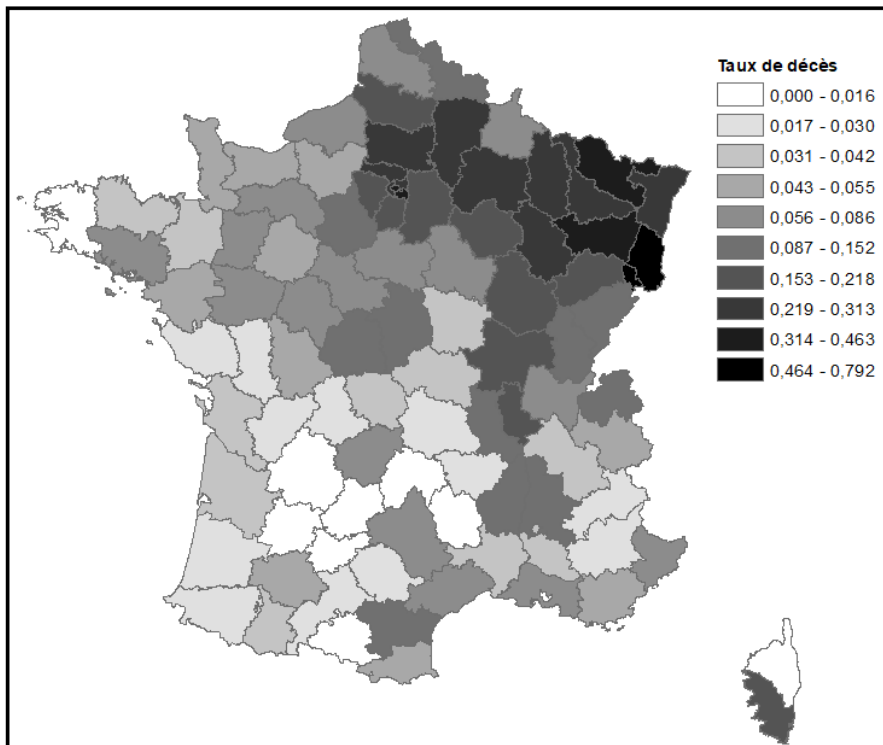 Taux de décès
0,000 - 0,016
0,017 - 0,030
0,031 - 0,042
0,043 - 0,055
0,056 - 0,086
0,087 - 0,152
0,153 - 0,218
0,219 - 0,313
0,314 - 0,463
0,464 - 0,792